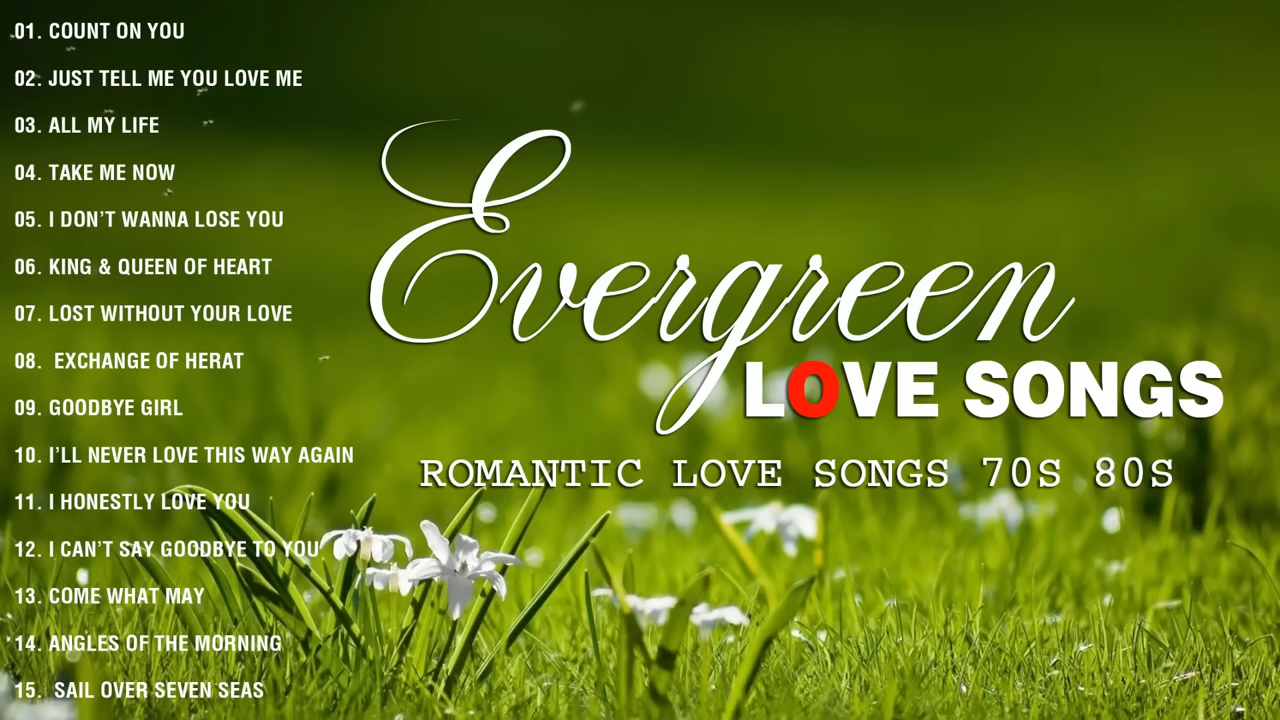 01. COUNT ON YOU
02. JUST TELL ME YOU LOVE ME
03. ALL MY LIFE
04. TAKE ME NOW
05. I DON'T WANNA LOSE YOU
06. KING & QUEEN OF HEART
07. LOST WITHOUT YOUR LOVE
08. EXCHANGE OF HERAT
09. GOODBYE GIRL
10. I'LL NEVER LOVE THIS WAY AGAIN
11. I HONESTLY LOVE YOU
12. I CAN'T SAY GOODBYE TO YOU
13. COME WHAT MAY
14. ANGLES OF THE MORNING
15. SAIL OVER SEVEN SEAS
Evergreen
LOVE SONGS
ROMANTIC LOVE SONGS 70S 80S